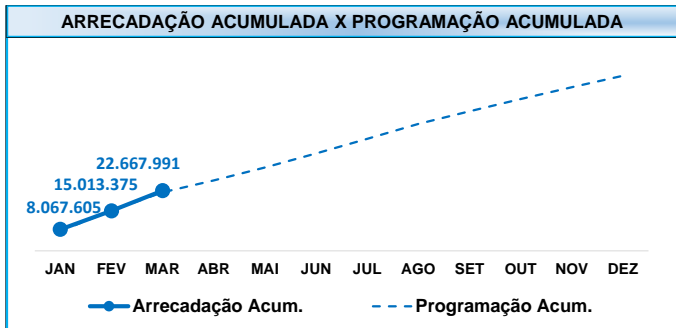 ARRECADAÇÃO ACUMULADA X PROGRAMAÇÃO ACUMULADA
22.667.991
15.013.375
8.067.605
JAN FEV MAR ABR MAI JUN JUL AGO SET OUT NOV DEZ
Arrecadação Acum. Programação Acum.